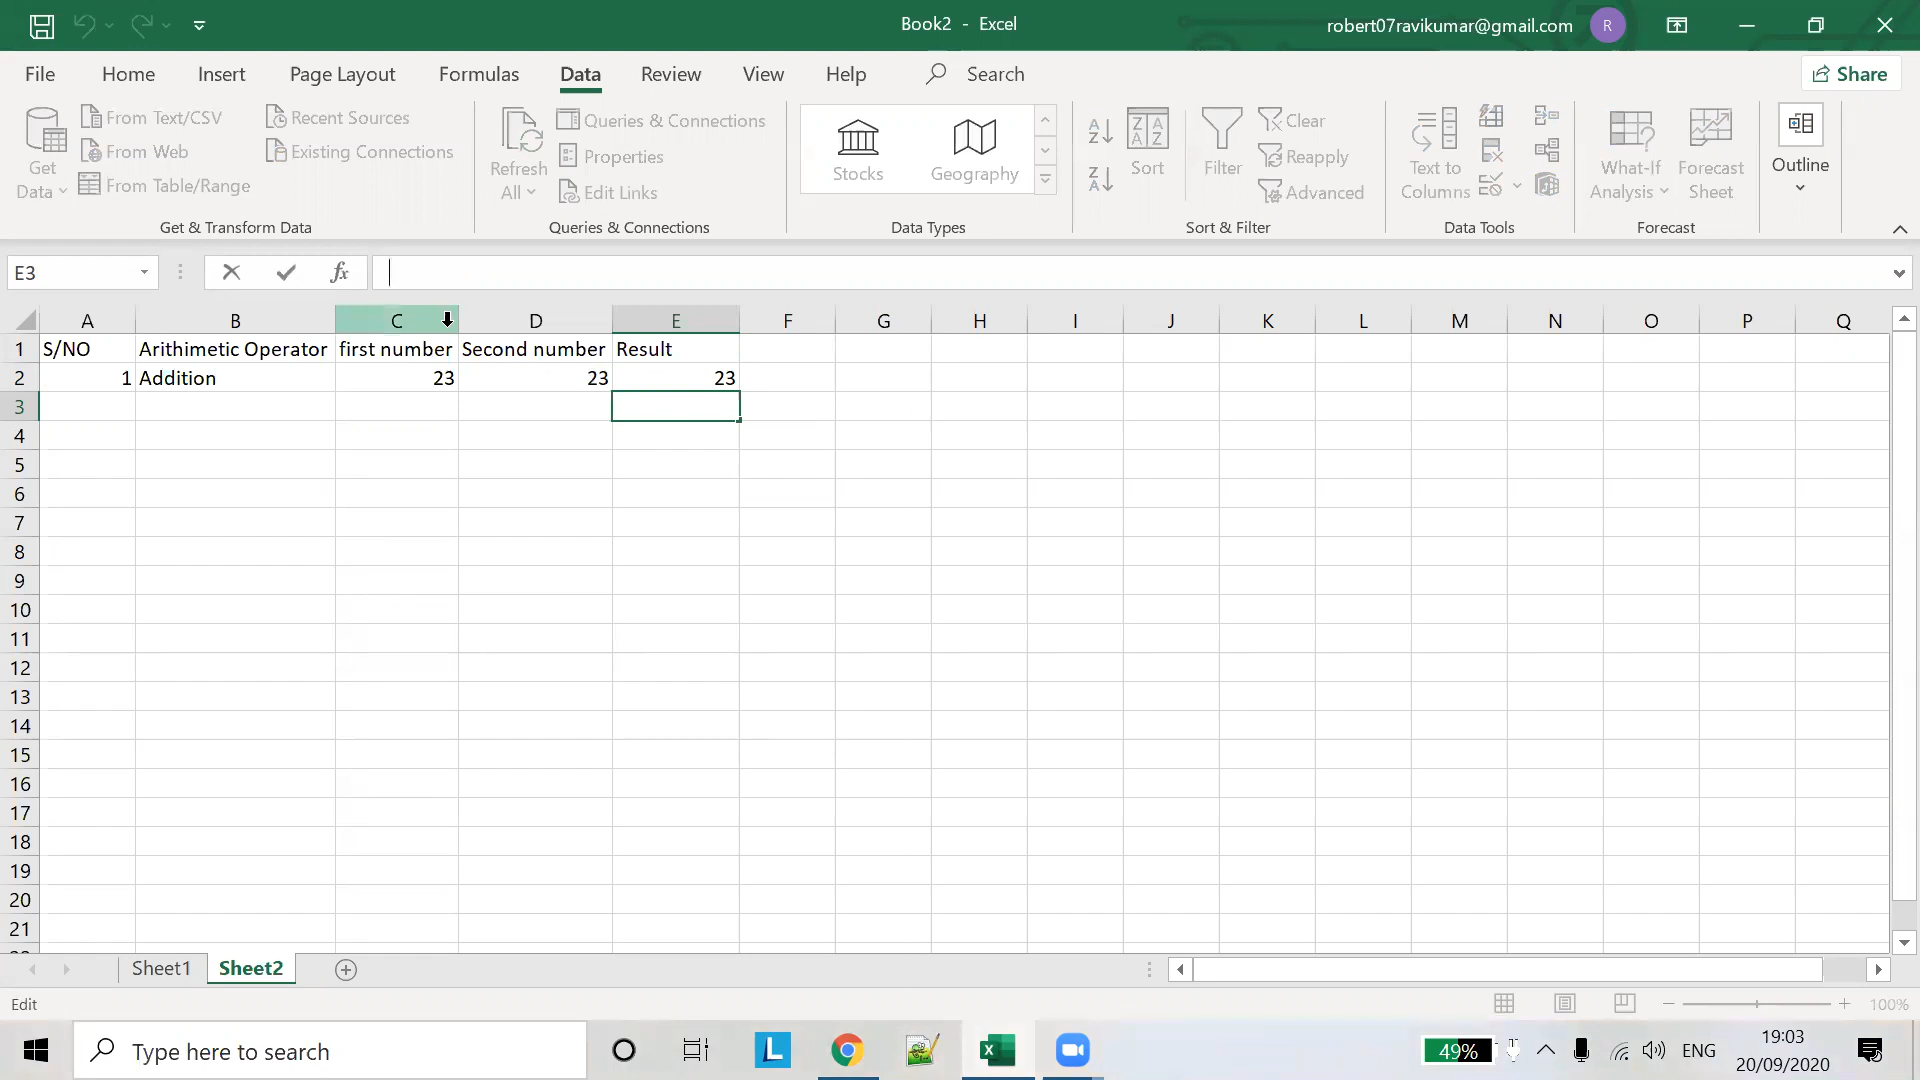 Book2 - Excel
robert07ravikumar@gmail.com
R
File Home Insert Page Layout Formulas Data Review View Help Search
Share
Get Data
From Text/CSV
From Web
From Table/Range
Recent Sources
Existing Connections
Get & Transform Data
Refresh All
Queries & Connections
Properties
Edit Links
Queries & Connections
Stocks
Geography
Data Types
Sort
Filter
Clear
Reapply
Advanced
Sort & Filter
Text to Columns
Data Tools
What-If Analysis
Forecast Sheet
Forecast
Outline
E3
fx
A B C D E F G H I J K L M N O P Q
1 S/NO Arithimetic Operator first number Second number Result
2 1 Addition 23 23 23
3
4
5
6
7
8
9
10
11
12
13
14
15
16
17
18
19
20
21
Sheet1 Sheet2
Edit
100%
Type here to search
L
49%
ENG
19:03
20/09/2020